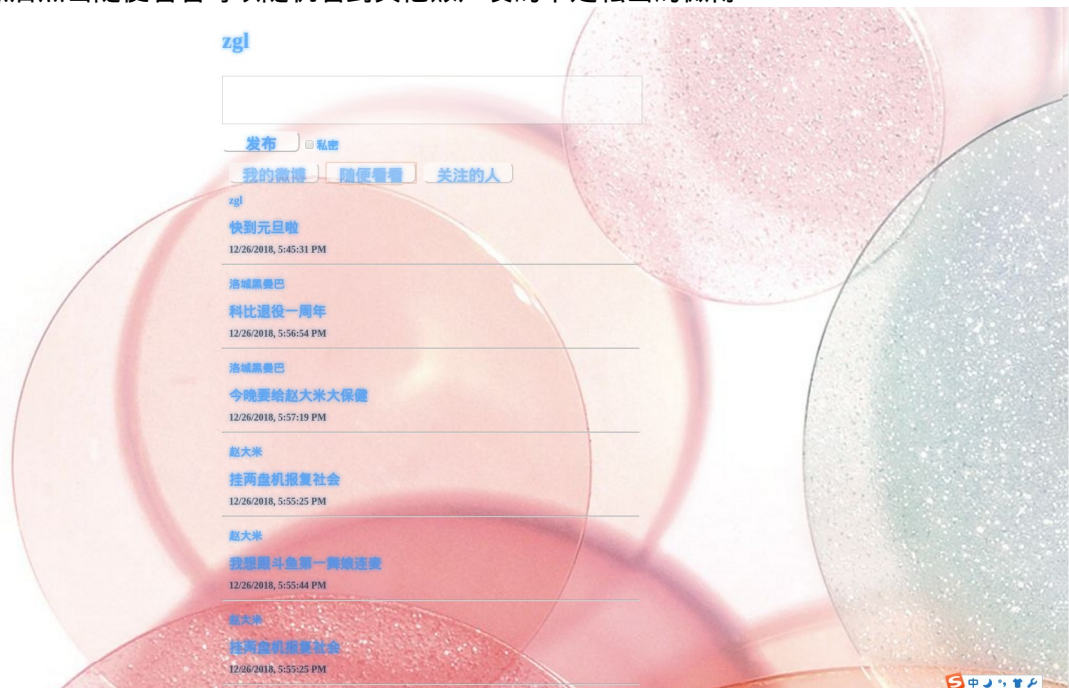 zgl
发布 私密
我的微博 随便看看 关注的人
zgl
快到元旦啦
12/26/2018, 5:45:31 PM
洛城黑曼巴
科比退役一周年
12/26/2018, 5:56:54 PM
洛城黑曼巴
今晚要给赵大米大保健
12/26/2018, 5:57:19 PM
赵大米
挂两盘机报复社会
12/26/2018, 5:55:25 PM
赵大米
我想跟斗鱼第一舞娘连麦
12/26/2018, 5:55:44 PM
赵大米
挂两盘机报复社会
12/26/2018, 5:55:25 PM
中